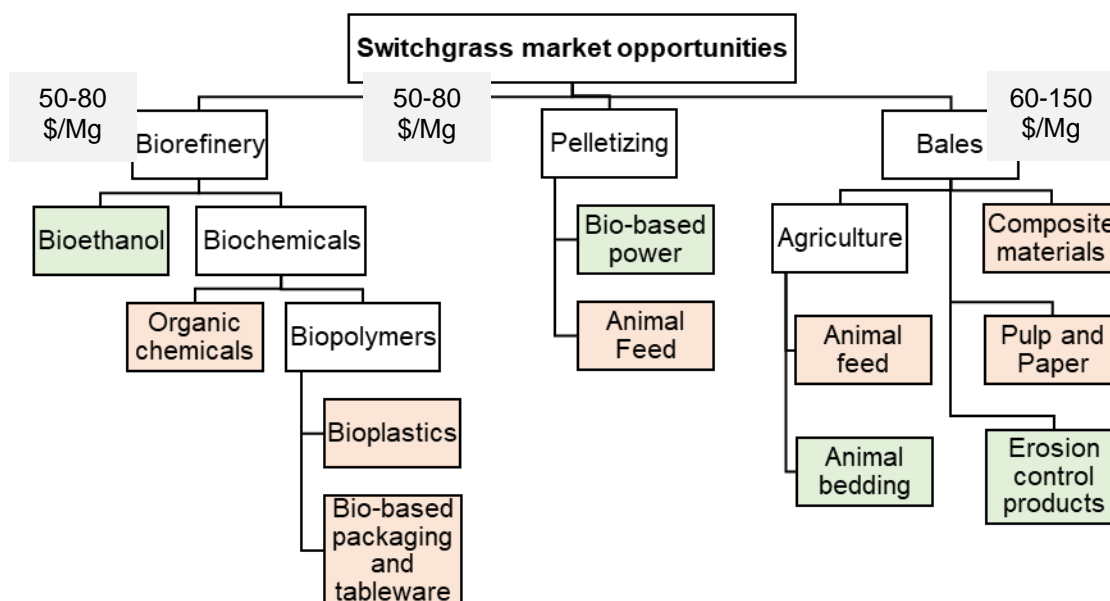 Switchgrass market opportunities
50-80
$/Mg
50-80
$/Mg
60-150
$/Mg
Biorefinery
Pelletizing
Bales
Bioethanol
Biochemicals
Bio-based
power
Agriculture
Composite
materials
Organic
chemicals
Biopolymers
Animal
Feed
Animal
feed
Pulp and
Paper
Bioplastics
Animal
bedding
Erosion
control
products
Bio-based
packaging
and
tableware